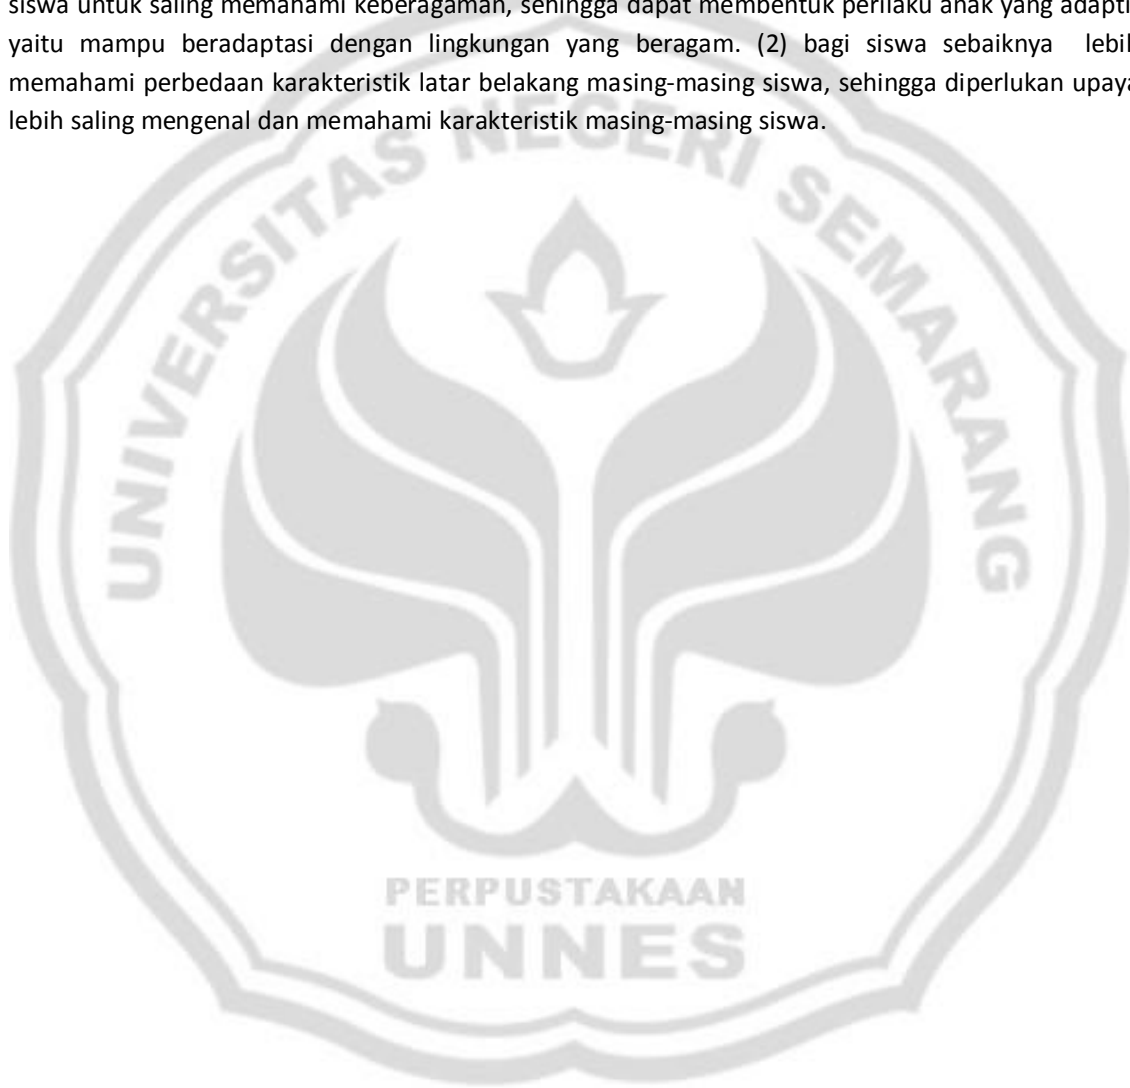 siswa untuk saling memahami keberagaman, sehingga dapat membentuk perilaku anak yang adapti
yaitu mampu beradaptasi dengan lingkungan yang beragam. (2) bagi siswa sebaiknya lebih
memahami perbedaan karakteristik latar belakang masing-masing siswa, sehingga diperlukan upaya
lebih saling mengenal dan memahami karakteristik masing-masing siswa.
UNIVERSITAS NEGERI SEMARANG
PERPUSTAKAAN
UNNES